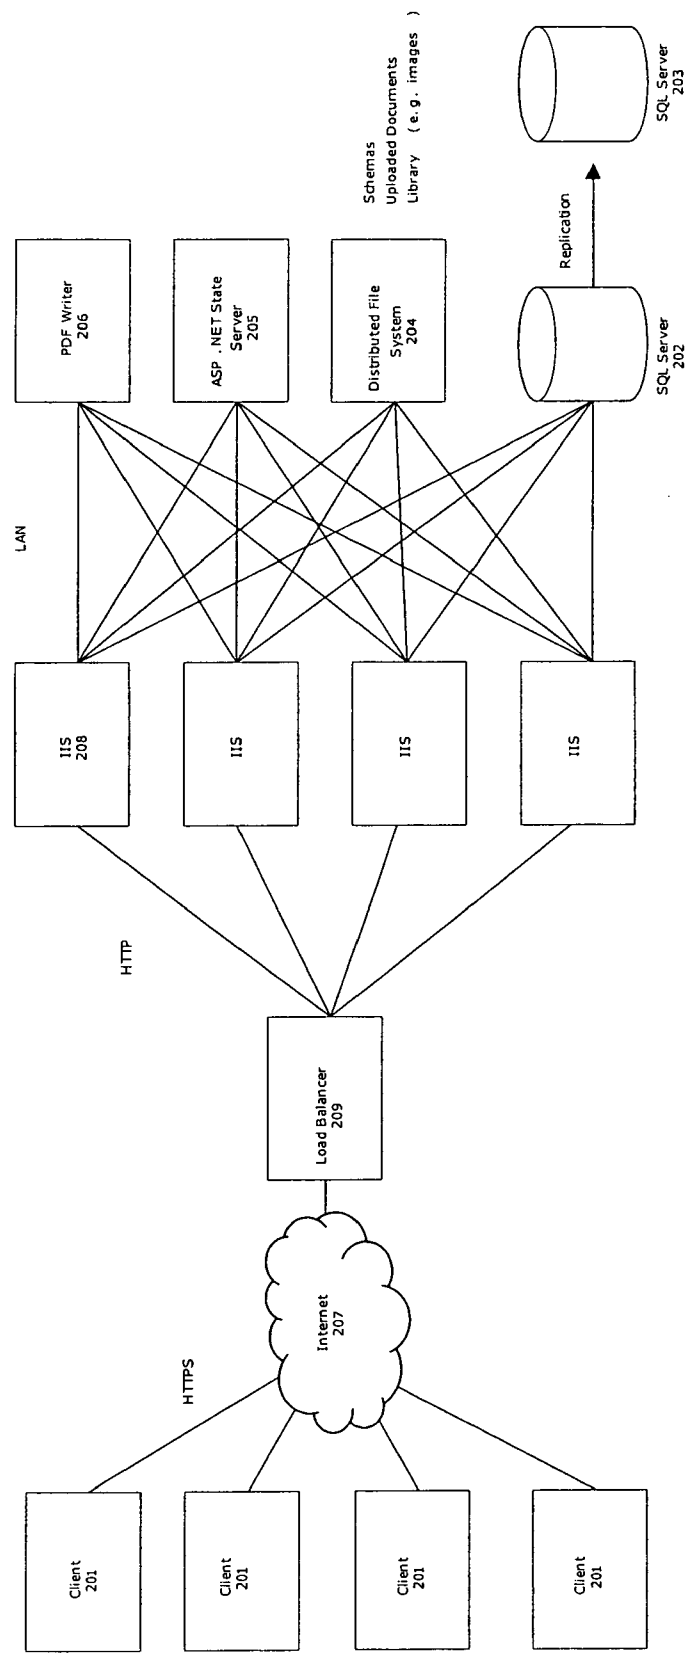 Client
201
Client
201
Client
201
Client
201
HTTPS
Internet
207
Load Balancer
209
HTTP
IIS
208
IIS
IIS
IIS
LAN
PDF Writer
206
ASP .NET State
Server
205
Distributed File
System
204
Schemas
Uploaded Documents
Library (e.g. images )
SQL Server
202
Replication
SQL Server
203